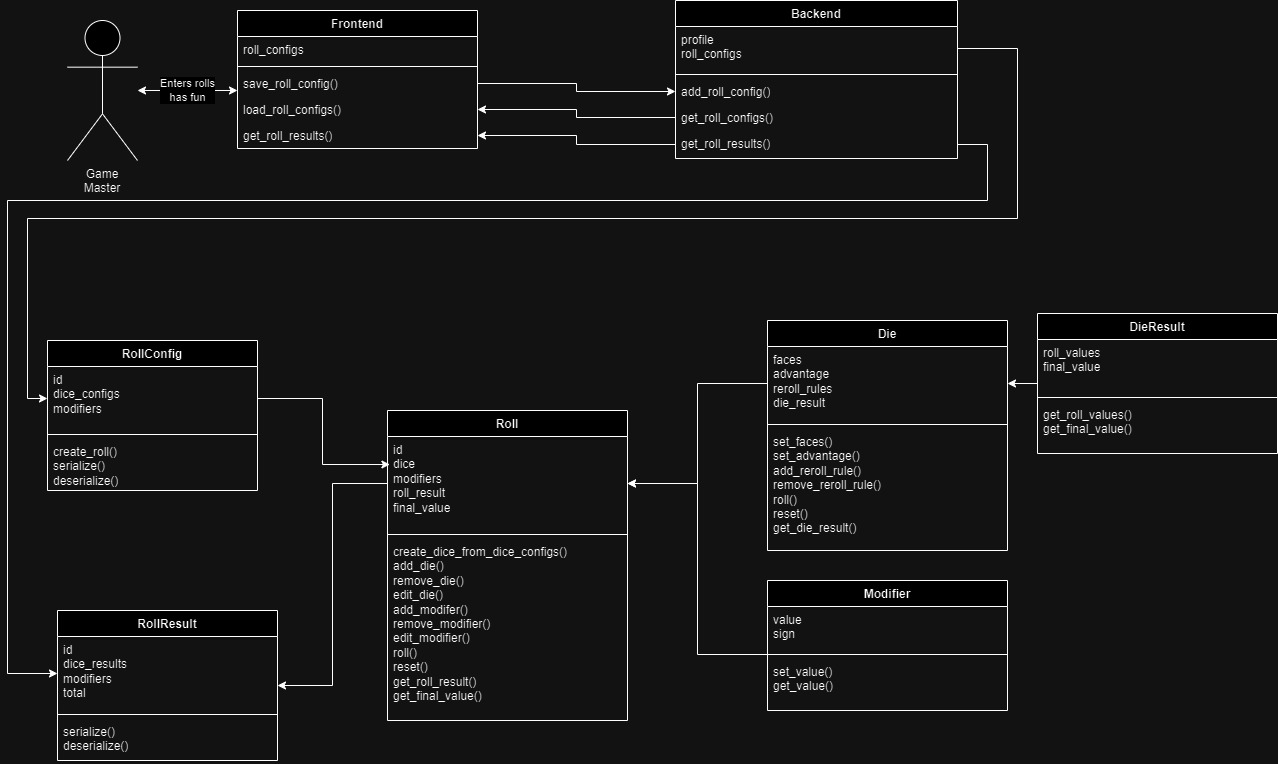 Frontend
roll_configs
save_roll_config()
load_roll_configs()
get_roll_results()
Backend
profile
roll_configs
add_roll_config()
get_roll_configs()
get_roll_results()
Enters rolls
has fun
Game
Master
RollConfig
id
dice_configs
modifiers
create_roll()
serialize()
deserialize()
Roll
id
dice
modifiers
roll_result
final_value
create_dice_from_dice_configs()
add_die()
remove_die()
edit_die()
add_modifer()
remove_modifier()
edit_modifier()
roll()
reset()
get_roll_result()
get_final_value()
Die
faces
advantage
reroll_rules
die_result
set_faces()
set_advantage()
add_reroll_rule()
remove_reroll_rule()
roll()
reset()
get_die_result()
DieResult
roll_values
final_value
get_roll_values()
get_final_value()
Modifier
value
sign
set_value()
get_value()
RollResult
id
dice_results
modifiers
total
serialize()
deserialize()